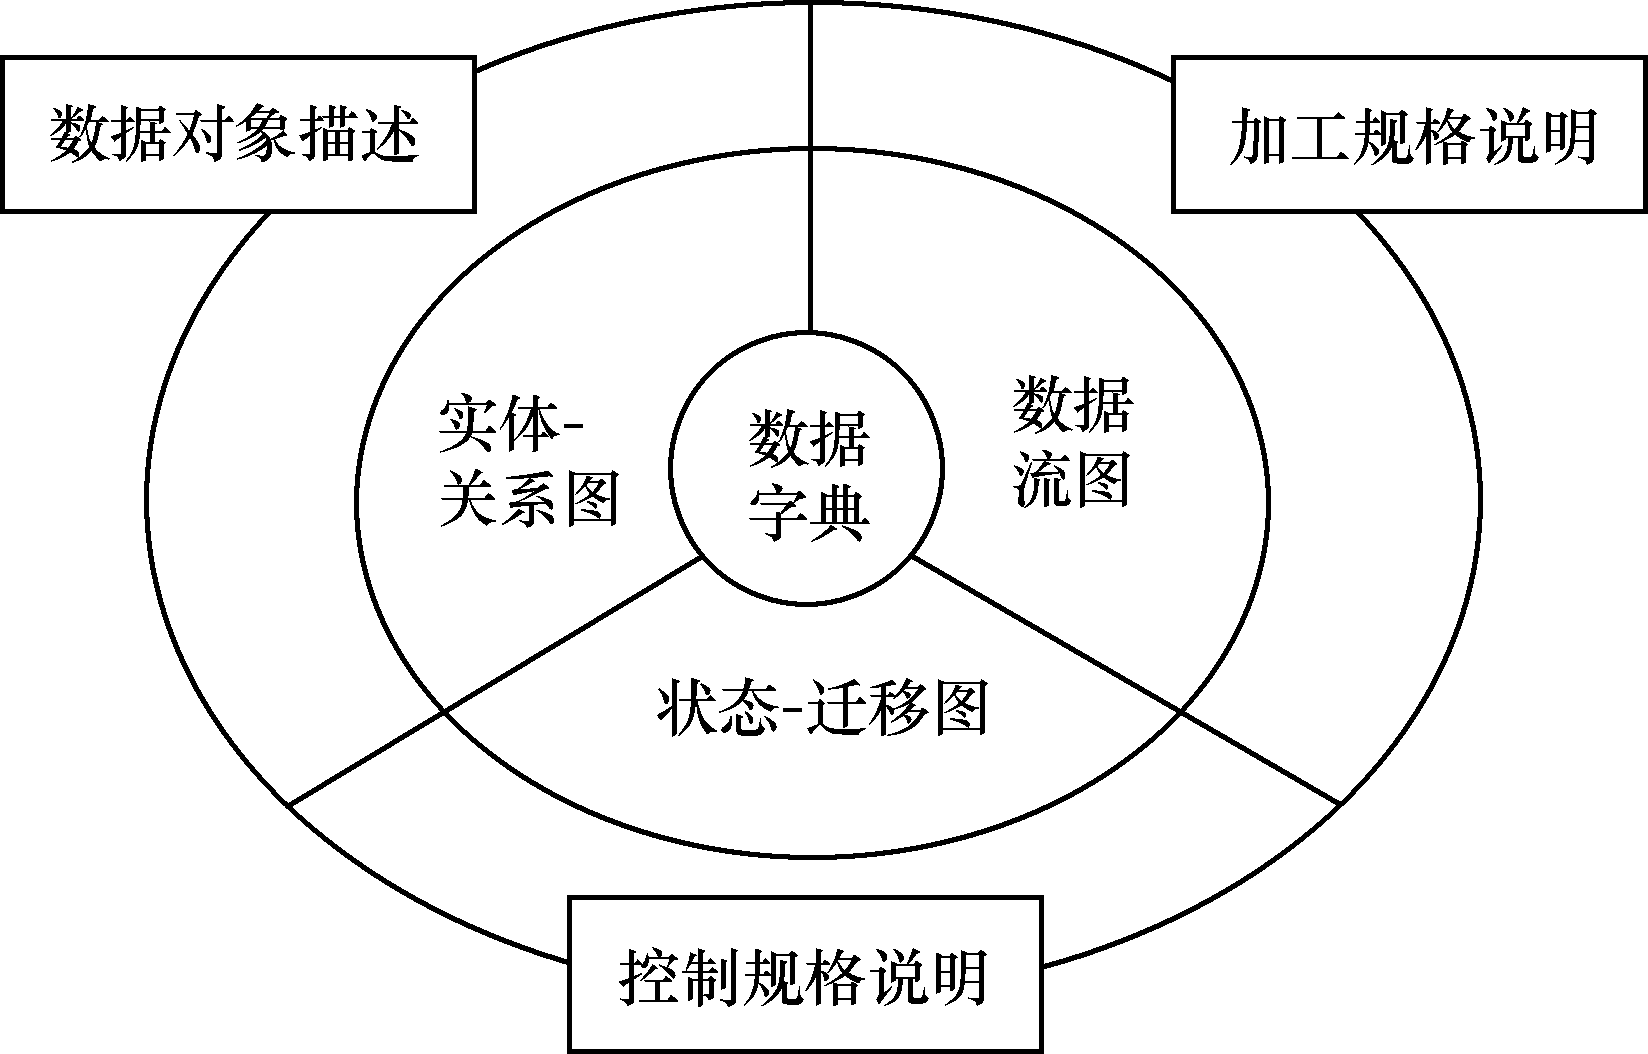 数据对象描述
加工规格说明
实体-
关系图
数据
字典
数据
流图
状态-迁移图
控制规格说明